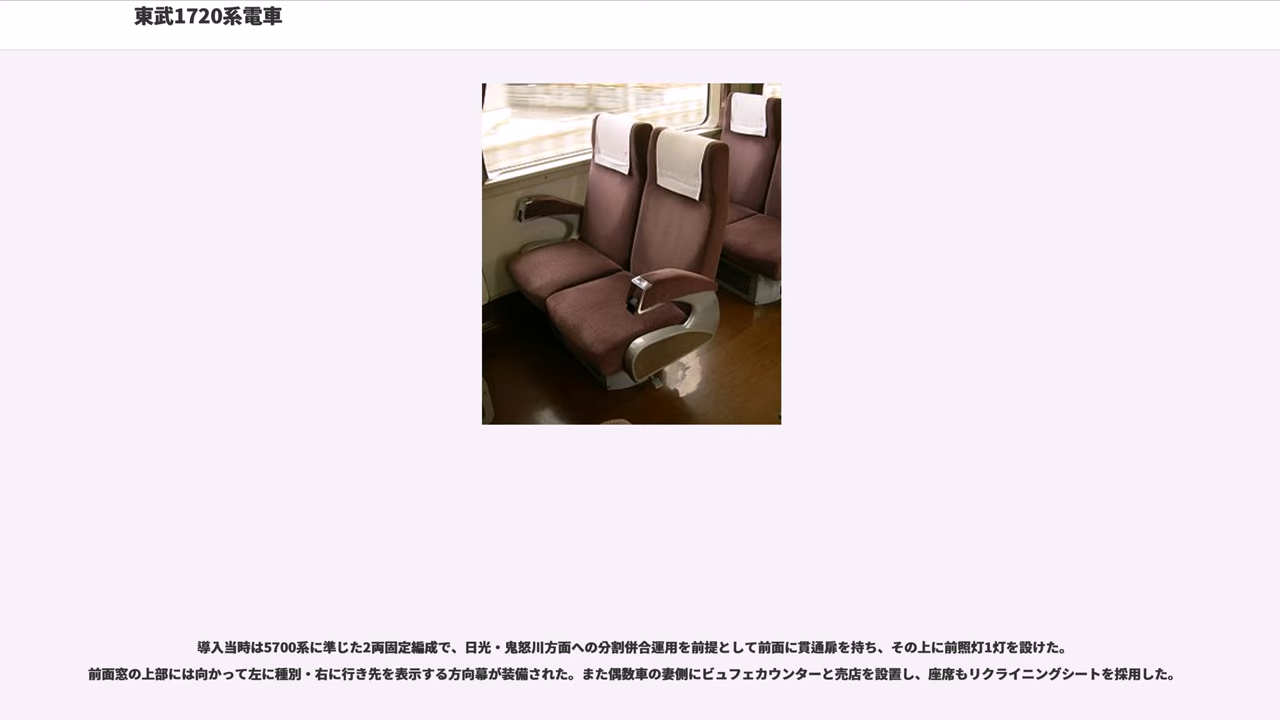 東武1720系電車
導入当時は5700系に準じた2両固定編成で、日光・鬼怒川方面への分割併合運用を前提として前面に貫通扉を持ち、その上に前照灯1灯を設けた。
前面窓の上部には向かって左に種別・右に行き先を表示する方向幕が装備された。また偶数車の妻側にビュフェカウンターと売店を設置し、座席もリクライニングシートを採用した。